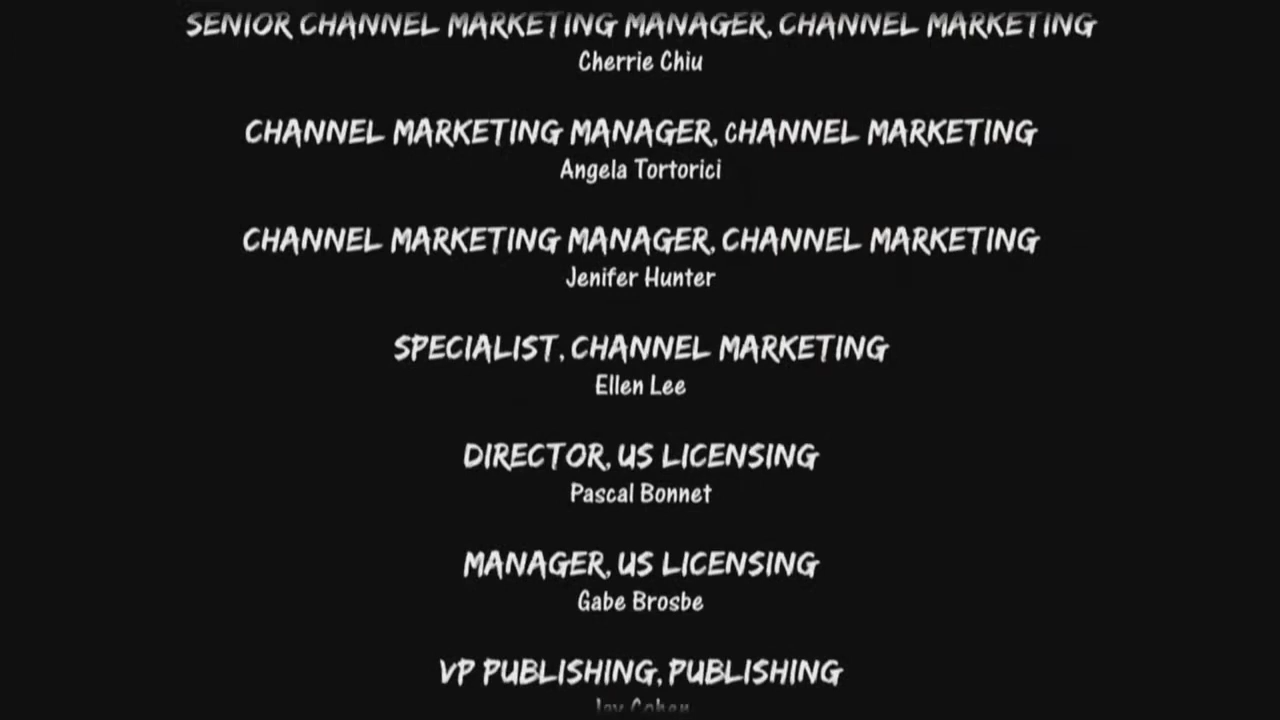 SENIOR CHANNEL MARKETING MANAGER, CHANNEL MARKETING
Cherrie Chiu
CHANNEL MARKETING MANAGER, CHANNEL MARKETING
Angela Tortorici
CHANNEL MARKETING MANAGER, CHANNEL MARKETING
Jenifer Hunter
SPECIALIST, CHANNEL MARKETING
Ellen Lee
DIRECTOR, US LICENSING
Pascal Bonnet
MANAGER, US LICENSING
Gabe Brosbe
VP PUBLISHING, PUBLISHING
Jay Cohen